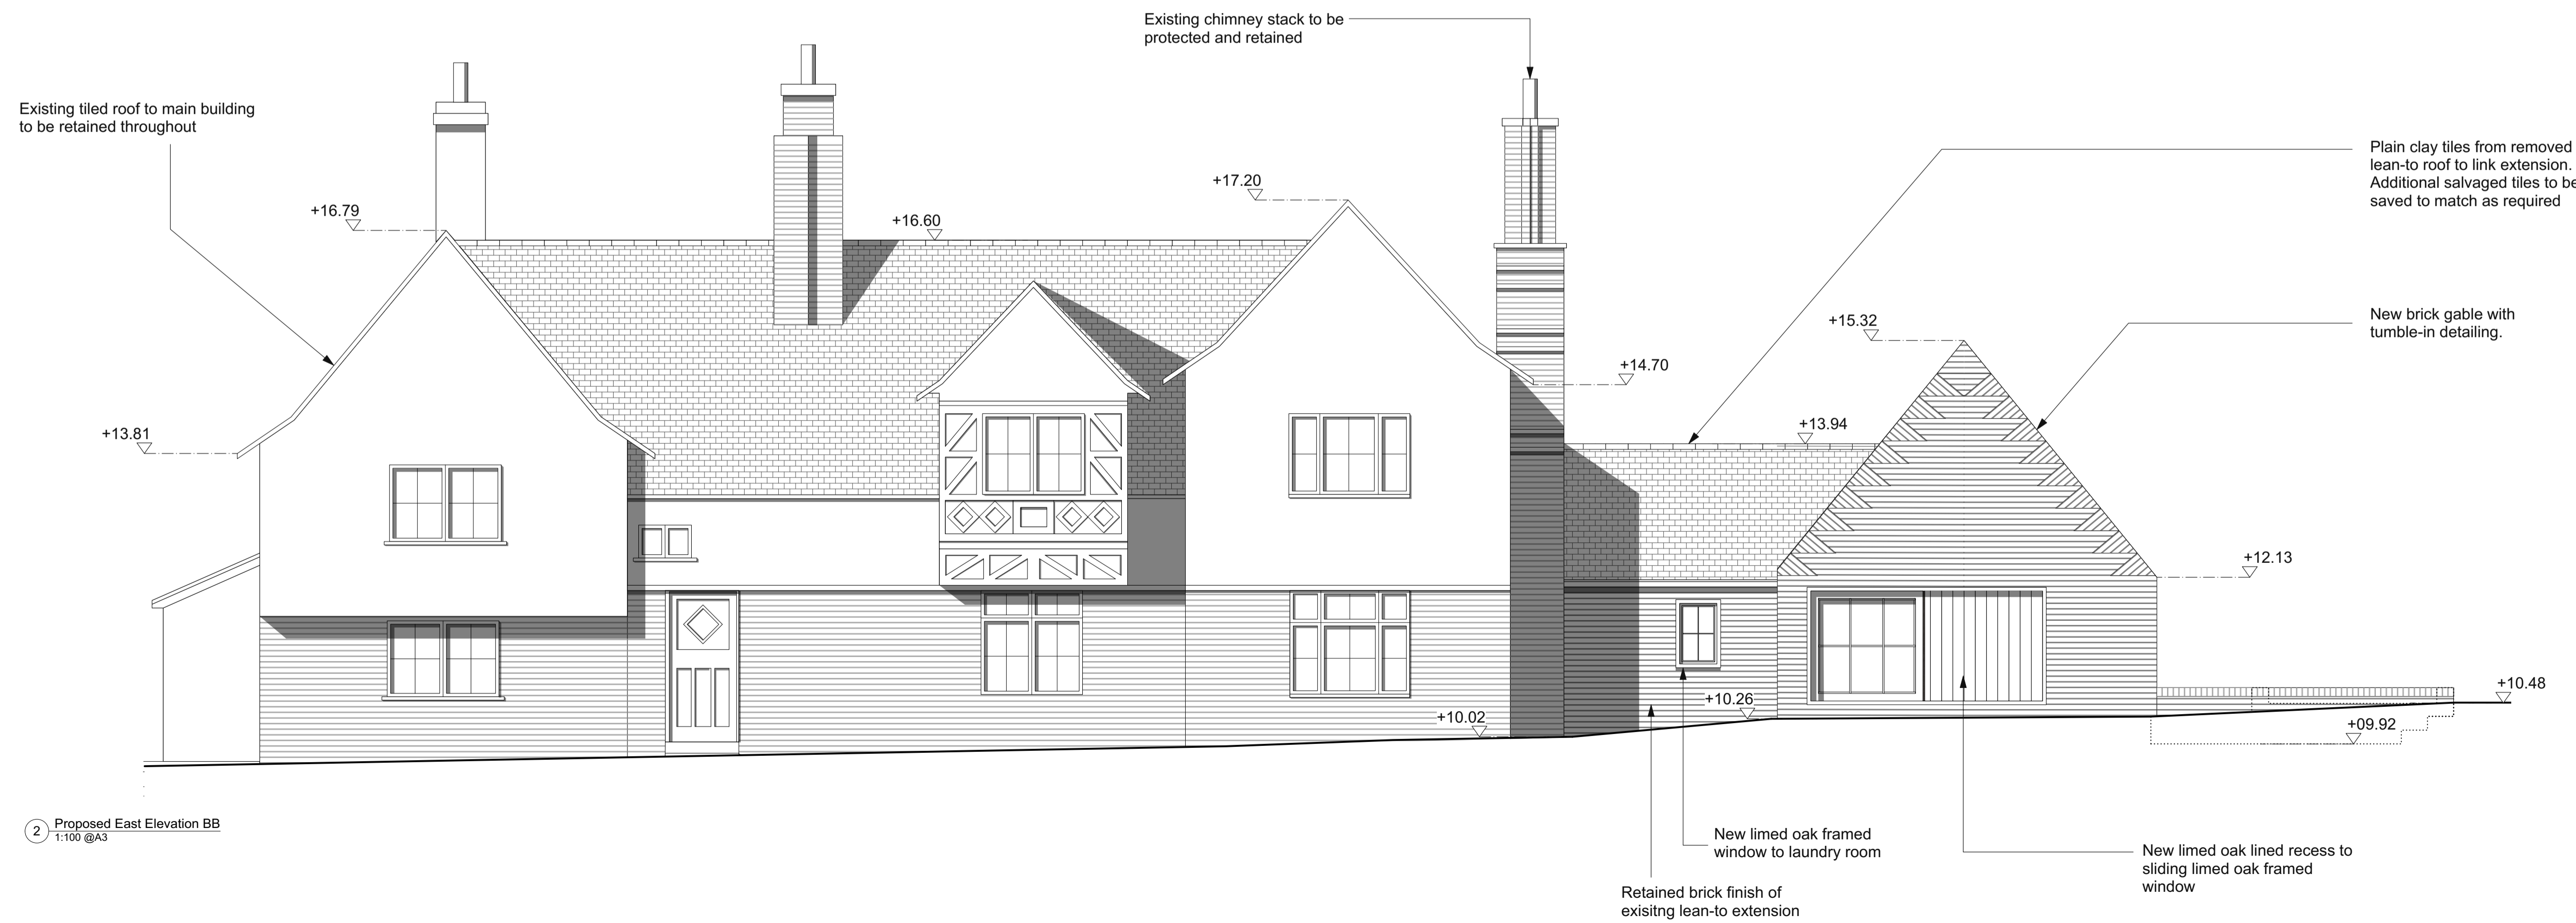 Existing chimney stack to be
protected and retained
Existing tiled roof to main building
to be retained throughout
Plain clay tiles from removed
lean-to roof to link extension.
Additional salvaged tiles to be
saved to match as required
+17.20
+16.79
+16.60
New brick gable with
tumble-in detailing.
+15.32
+14.70
+13.94
+13.81
+12.13
+10.48
+10.26
+10.02
+09.92
2
Proposed East Elevation BB
1:100 @A3
New limed oak framed
window to laundry room
New limed oak lined recess to
sliding limed oak framed
window
Retained brick finish of
exisitng lean-to extension